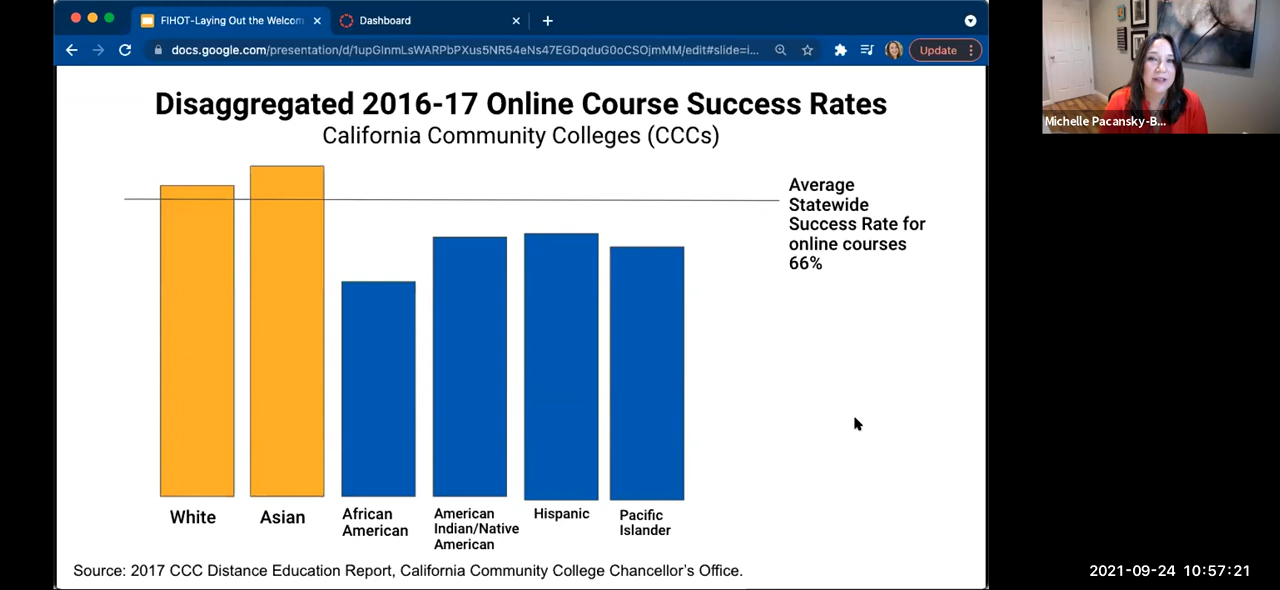 FIHOT-Laying Out the Welcom
Dashboard
docs.google.com/presentation/d/1upGlnmLsWARPbPXus5NR54eNs47EGDqduG0oCSOjmMM/edit#slide=i...
Update
Disaggregated 2016-17 Online Course Success Rates
California Community Colleges (CCCs)
Average
Statewide
Success Rate for
online courses
66%
White
Asian
African
American
American
Indian/Native
American
Hispanic
Pacific
Islander
Source: 2017 CCC Distance Education Report, California Community College Chancellor's Office.
Michelle Pacansky-B...
2021-09-24 10:57:21